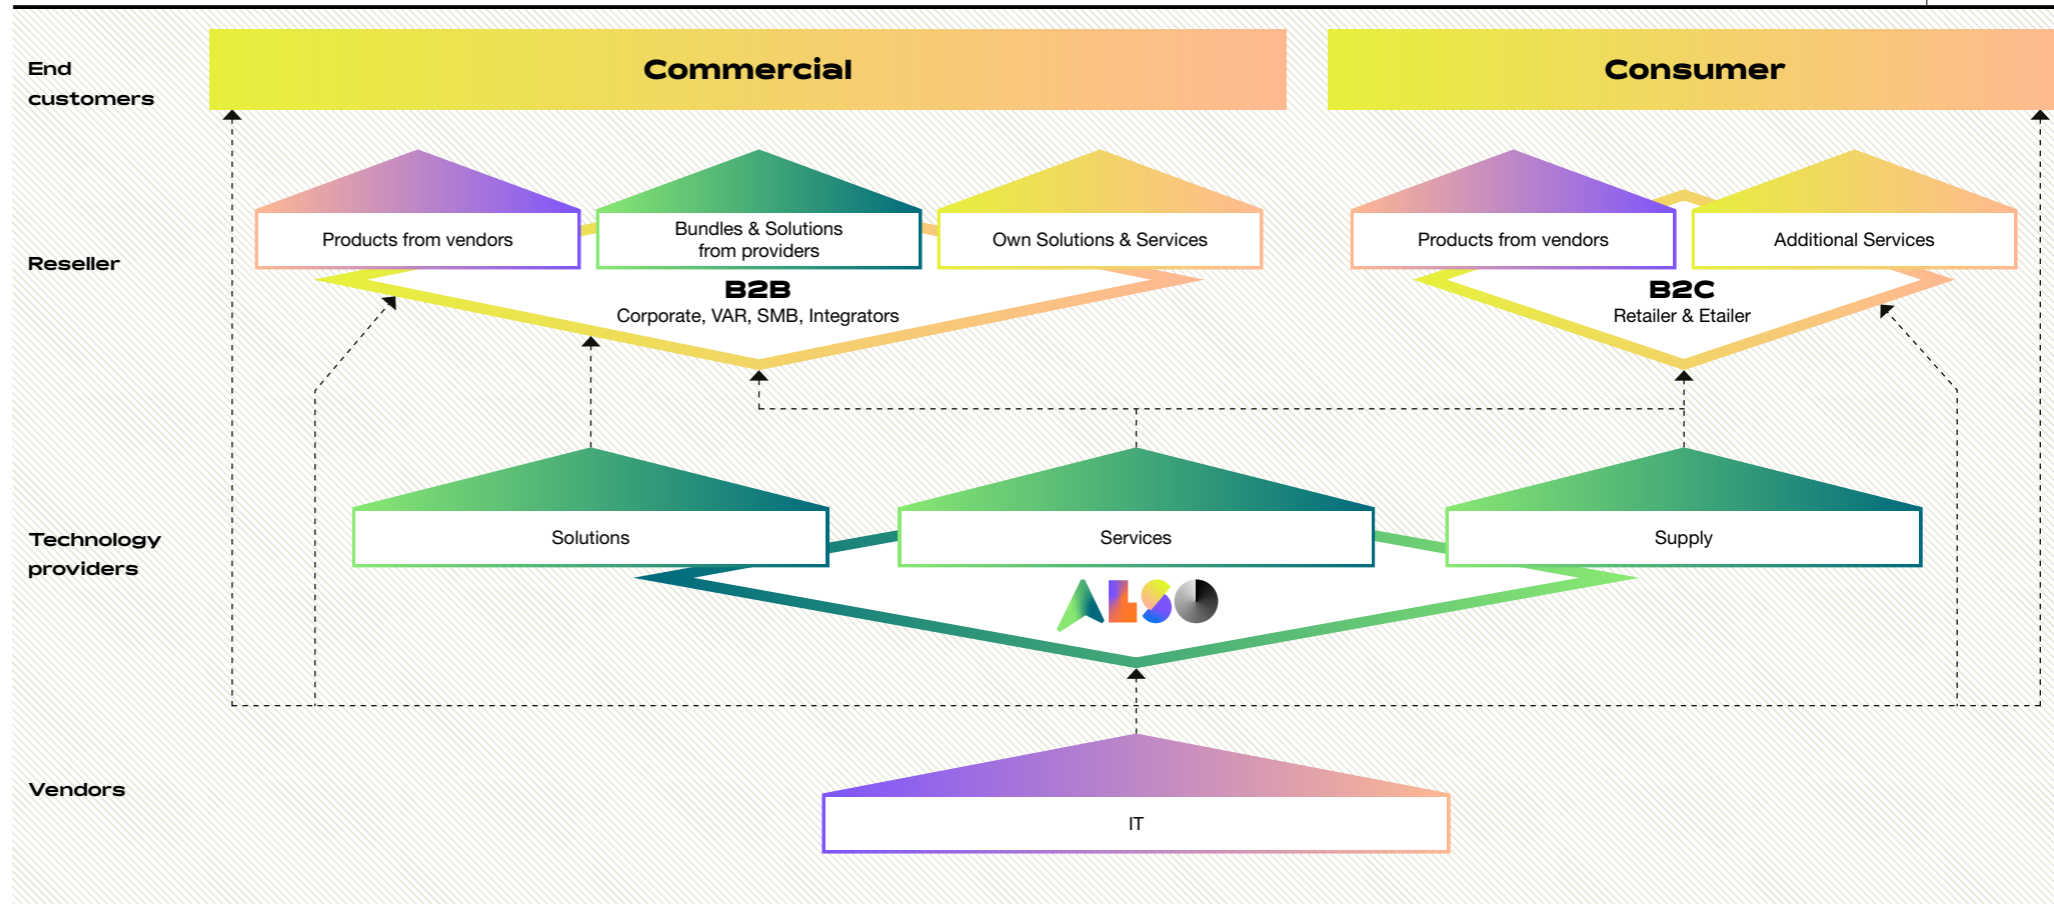 End
customers
Commercial
Consumer
Reseller
Products from vendors
Bundles & Solutions
from providers
Own Solutions & Services
B2B
Corporate, VAR, SMB, Integrators
Products from vendors
Additional Services
B2C
Retailer & Etailer
Technology
providers
Solutions
Services
Supply
ALSO
Vendors
IT